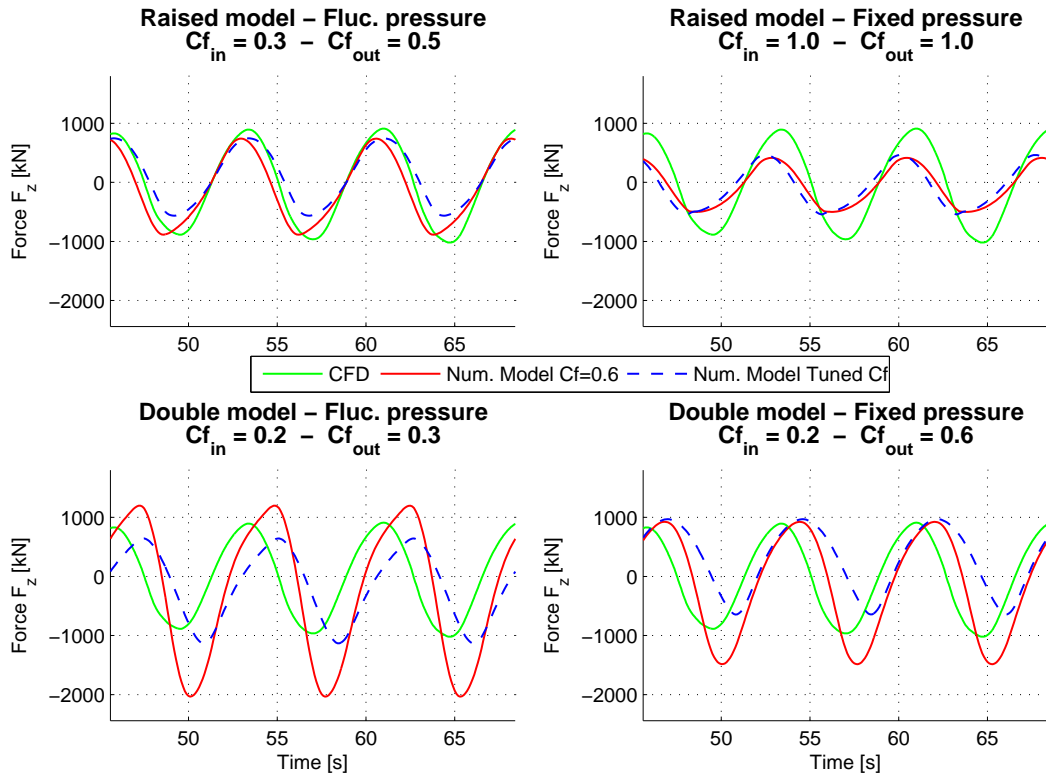 Raised model − Fluc. pressure
Cf_in = 0.3 − Cf_out = 0.5
Raised model − Fixed pressure
Cf_in = 1.0 − Cf_out = 1.0
Force F_z [kN]
1000
0
−1000
−2000
50
55
60
65
Force F_z [kN]
1000
0
−1000
−2000
50
55
60
65
CFD
Num. Model Cf=0.6
Num. Model Tuned Cf
Double model − Fluc. pressure
Cf_in = 0.2 − Cf_out = 0.3
Double model − Fixed pressure
Cf_in = 0.2 − Cf_out = 0.6
Force F_z [kN]
1000
0
−1000
−2000
50
55
60
65
Time [s]
Force F_z [kN]
1000
0
−1000
−2000
50
55
60
65
Time [s]